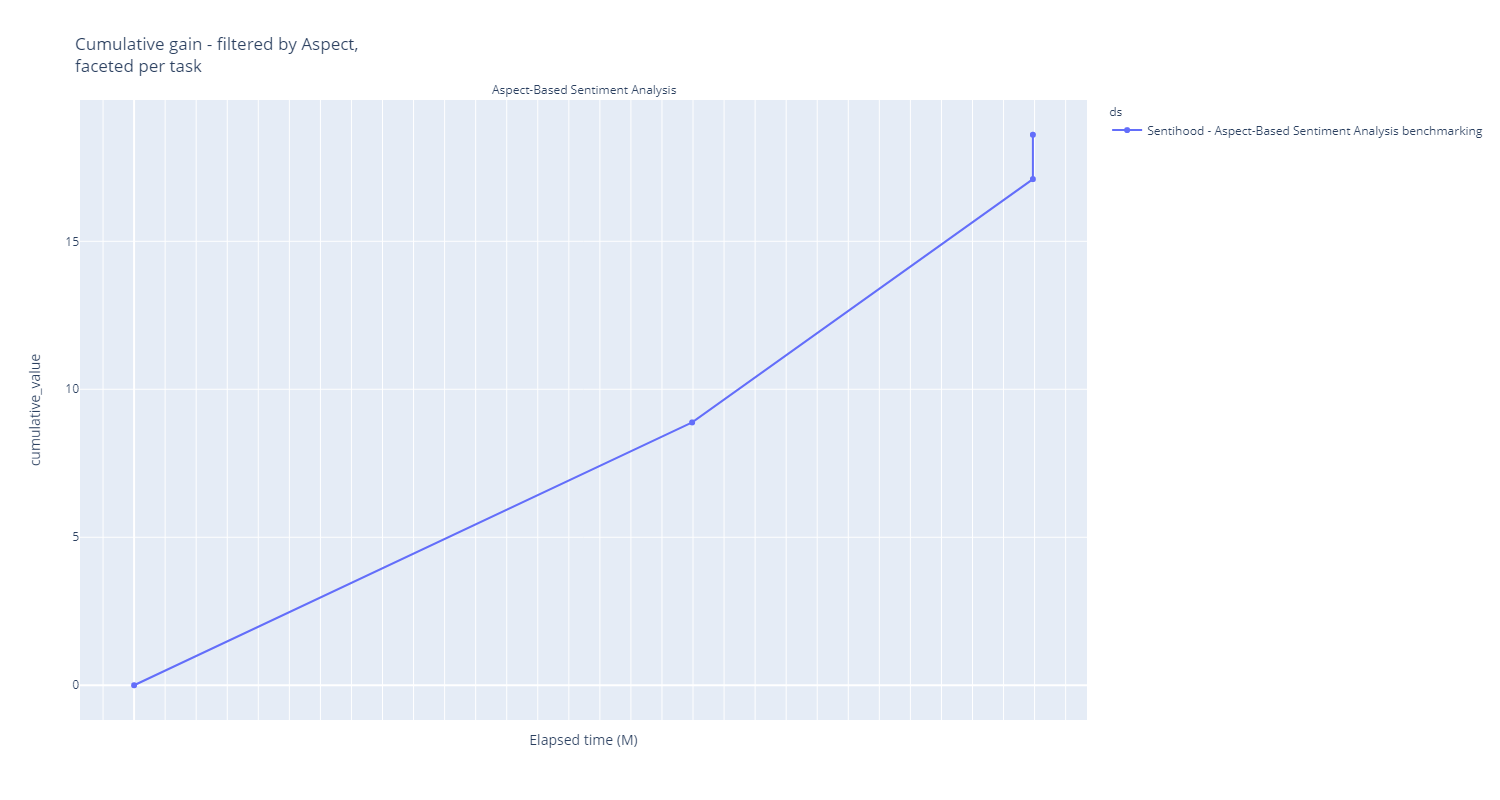 Cumulative gain - filtered by Aspect,
faceted per task
Aspect-Based Sentiment Analysis
ds
Sentihood - Aspect-Based Sentiment Analysis benchmarking
15
10
5
0
cumulative_value
Elapsed time (M)